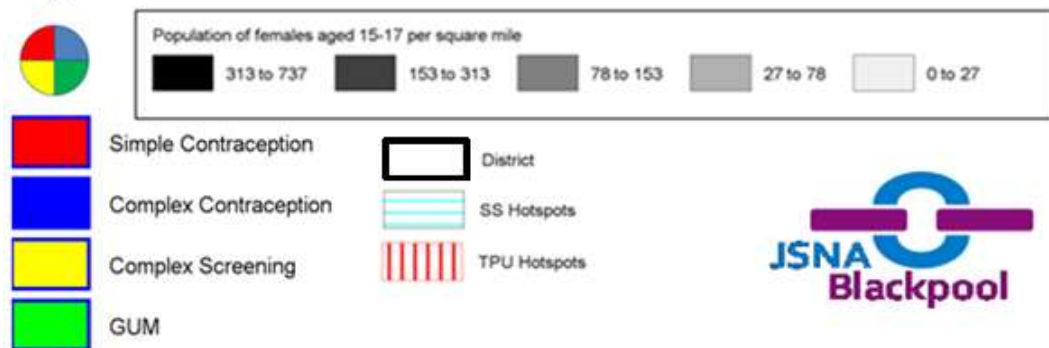 Population of females aged 15-17 per square mile
313 to 737 153 to 313 78 to 153 27 to 78 0 to 27
Simple Contraception
District
Complex Contraception
SS Hotspots
Complex Screening
TPU Hotspots
GUM
JSNA
Blackpool